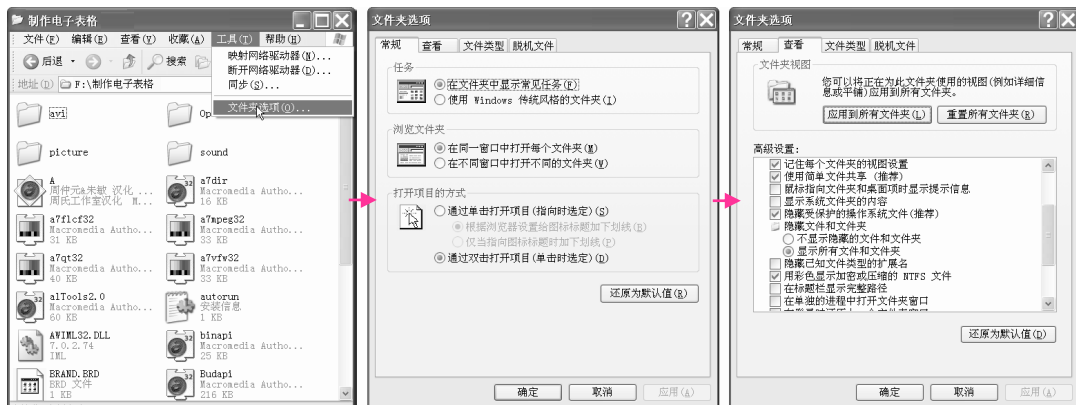 制作电子表格
文件(F) 编辑(E) 查看(V) 收藏(A) 工具(T) 帮助(H)
后退 搜索
地址(D) F:\制作电子表格
映射网络驱动器(N)...
断开网络驱动器(D)...
同步(S)...
文件夹选项(O)...
avi
picture sound
A
周仲元&朱敏 汉化 ...
周氏工作室汉化 M...
a7dir
Macromedia Autho...
16 KB
a7flcf32
Macromedia Autho...
31 KB
a7mpeg32
Macromedia Autho...
33 KB
a7qt32
Macromedia Autho...
40 KB
a7vfw32
Macromedia Autho...
33 KB
alTools2.0
Macromedia Autho...
60 KB
autorun
安装信息
1 KB
AWIML32.DLL
7.0.2.74
IML
binapi
Macromedia Autho...
25 KB
BRAND.BRD
BRD 文件
1 KB
Budapi
Macromedia Autho...
216 KB
文件夹选项
常规 查看 文件类型 脱机文件
任务
在文件夹中显示常见任务(E)
使用 Windows 传统风格的文件夹(I)
浏览文件夹
在同一窗口中打开每个文件夹(M)
在不同窗口中打开不同的文件夹(W)
打开项目的方式
通过单击打开项目(指向时选定)(S)
根据浏览器设置给图标标题加下划线(B)
仅当指向图标标题时加下划线(P)
通过双击打开项目(单击时选定)(D)
还原为默认值(R)
确定 取消 应用(A)
文件夹选项
常规 查看 文件类型 脱机文件
文件夹视图
您可以将正在为此文件夹使用的视图(例如详细信
息或平铺)应用到所有文件夹。
应用到所有文件夹(L) 重置所有文件夹(R)
高级设置:
记住每个文件夹的视图设置
使用简单文件共享 (推荐)
鼠标指向文件夹和桌面项时显示提示信息
显示系统文件夹的内容
隐藏受保护的操作系统文件(推荐)
隐藏文件和文件夹
不显示隐藏的文件和文件夹
显示所有文件和文件夹
隐藏已知文件类型的扩展名
用彩色显示加密或压缩的 NTFS 文件
在标题栏显示完整路径
在单独的进程中打开文件夹窗口
还原为默认值(D)
确定 取消 应用(A)